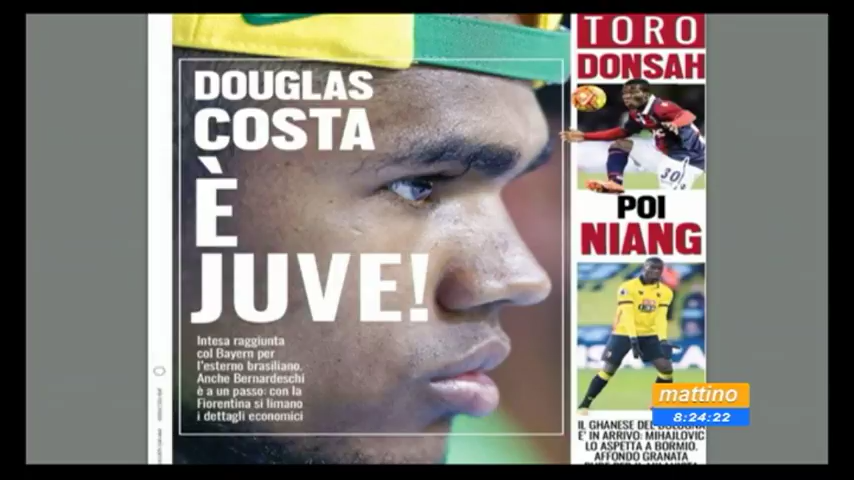 DOUGLAS
COSTA
È
JUVE!
Intesa raggiunta
col Bayern per
l'esterno brasiliano.
Anche Bernardeschi
è a un passo: con la
Fiorentina si limano
i dettagli economici
TORO
DONSAH
30
POI
NIANG
mattino
8:24:22
IL GHANESE DEL BOLOGNA
E' IN ARRIVO: MIHAJLOVIC
LO ASPETTA A BORMIO.
AFFONDO GRANATA